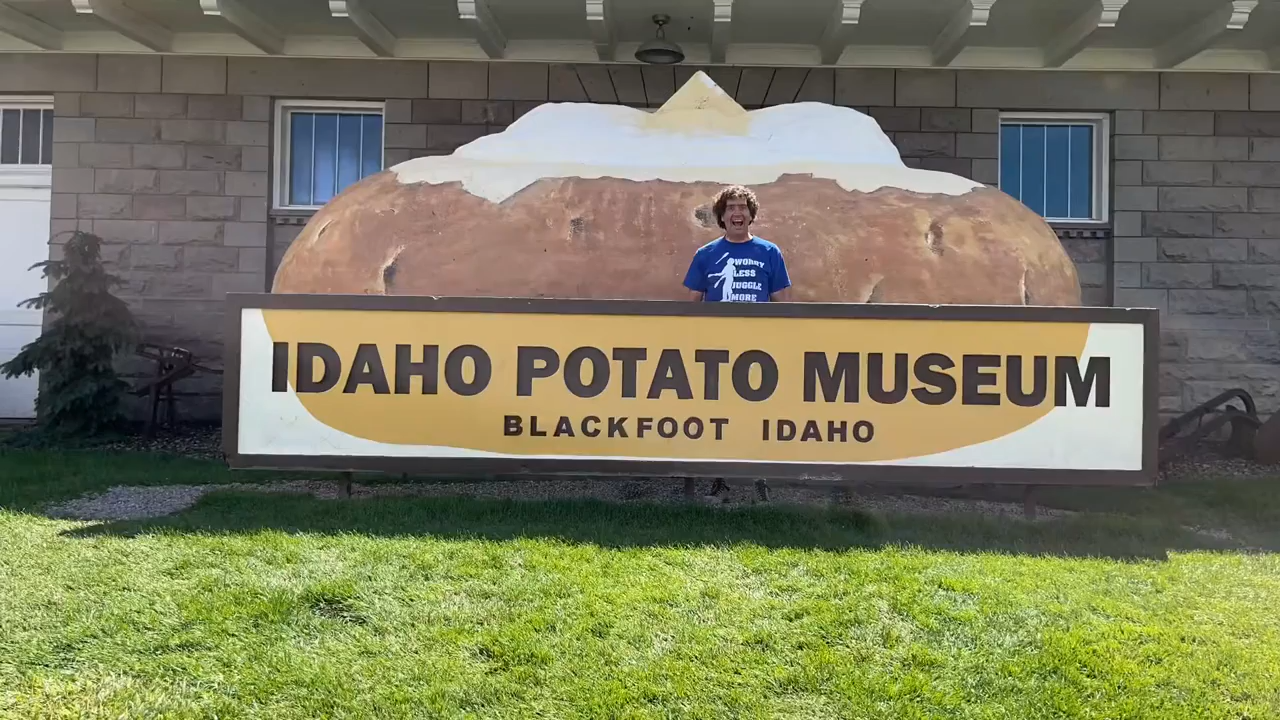 WORRY
LESS
JUGGLE
MORE
IDAHO POTATO MUSEUM
BLACKFOOT IDAHO